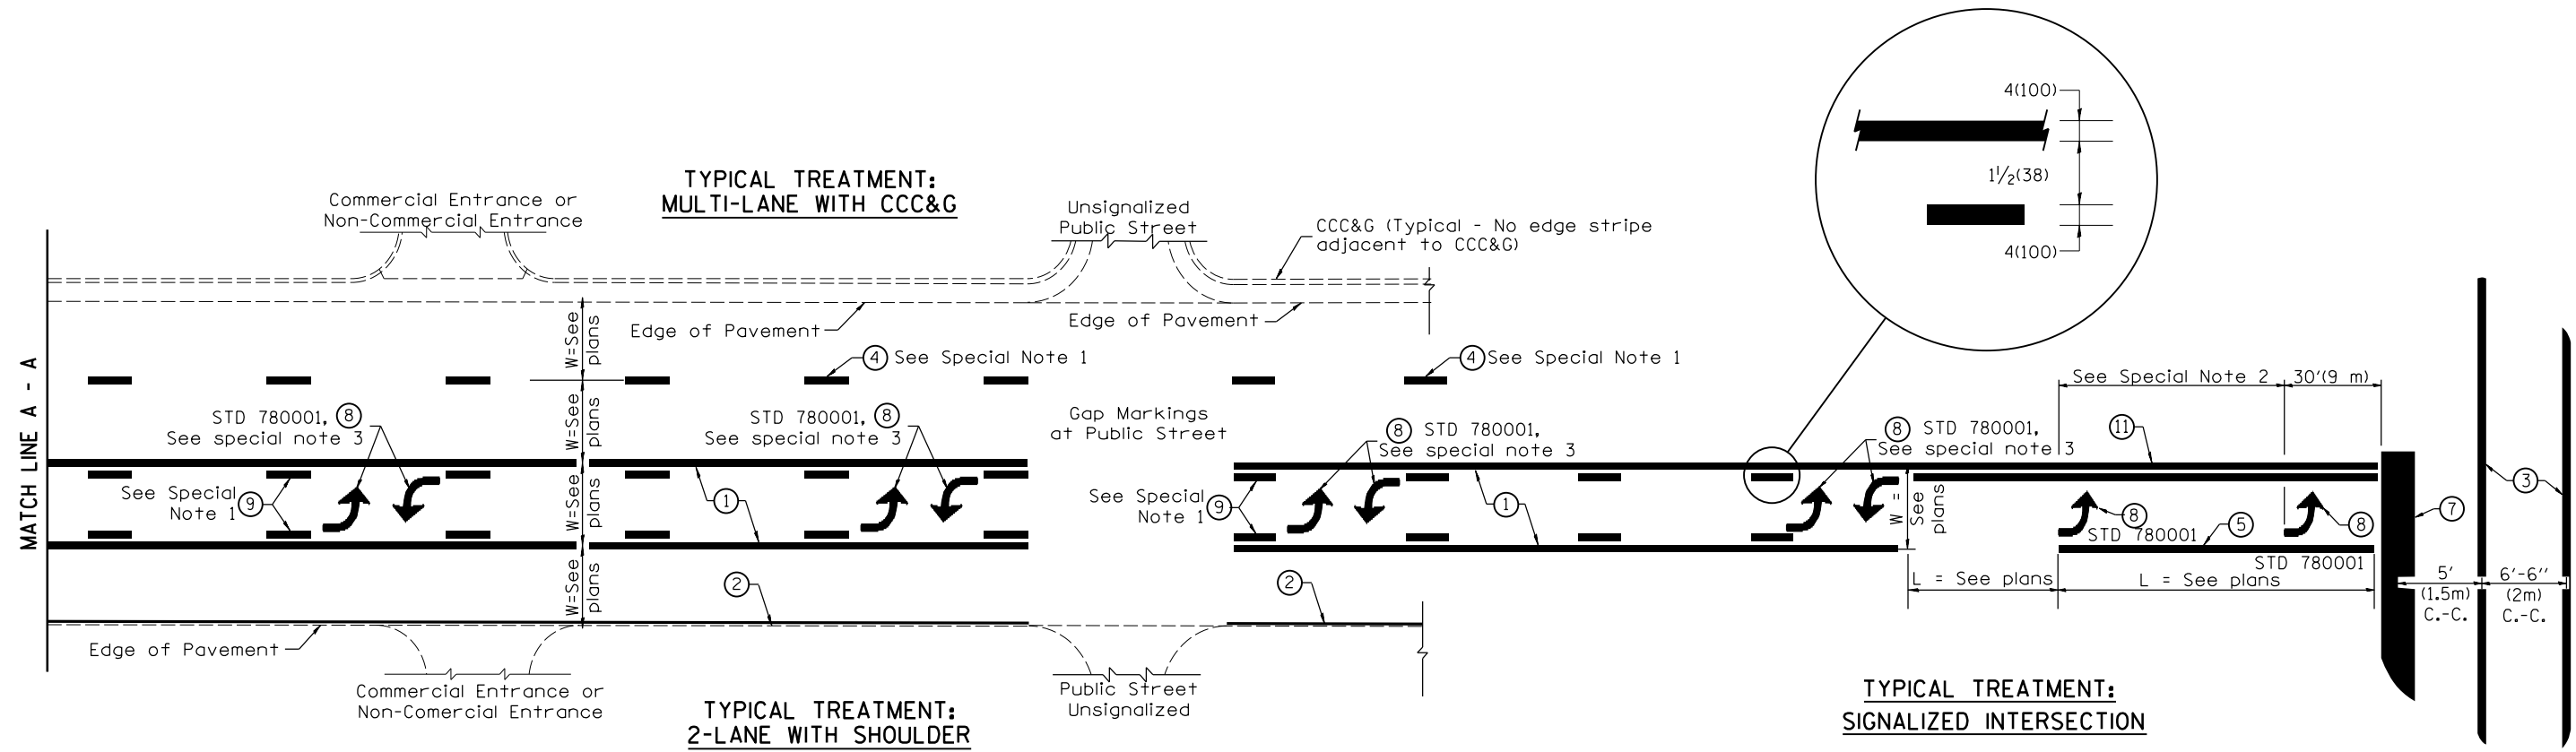 TYPICAL TREATMENT:
MULTI-LANE WITH CCC&G
Commercial Entrance or
Non-Commercial Entrance
Unsignalized
Public Street
CCC&G (Typical - No edge stripe
adjacent to CCC&G)
4(100)
1 1/2(38)
4(100)
Edge of Pavement
Edge of Pavement
W=See
plans
4 See Special Note 1
4 See Special Note 1
MATCH LINE A - A
STD 780001, 8
See special note 3
W=See
plans
STD 780001, 8
See special note 3
Gap Markings
at Public Street
8 STD 780001,
See special note 3
8 STD 780001,
See special note 3
See Special Note 2
30'(9 m)
11
See Special
Note 1
9
W=See
plans
1
See Special
Note 1
9
1
W =
See
plans
8
STD 780001
5
8
STD 780001
7
3
L = See plans
L = See plans
5'
(1.5m)
C.-C.
6'-6"
(2m)
C.-C.
W=See
plans
2
2
Edge of Pavement
Commercial Entrance or
Non-Comercial Entrance
Public Street
Unsignalized
TYPICAL TREATMENT:
2-LANE WITH SHOULDER
TYPICAL TREATMENT:
SIGNALIZED INTERSECTION